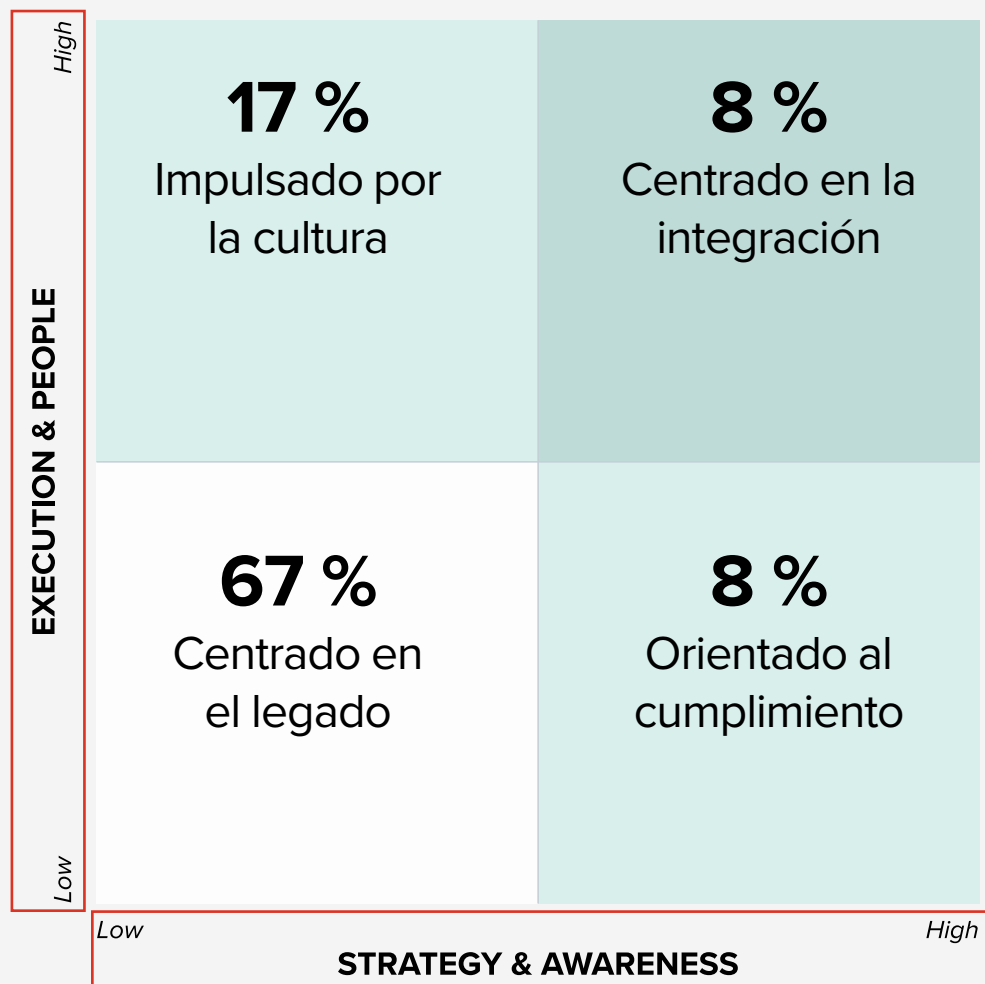 High
EXECUTION & PEOPLE
Low
17 %
Impulsado por
la cultura
8 %
Centrado en la
integración
67 %
Centrado en
el legado
8 %
Orientado al
cumplimiento
Low
High
STRATEGY & AWARENESS